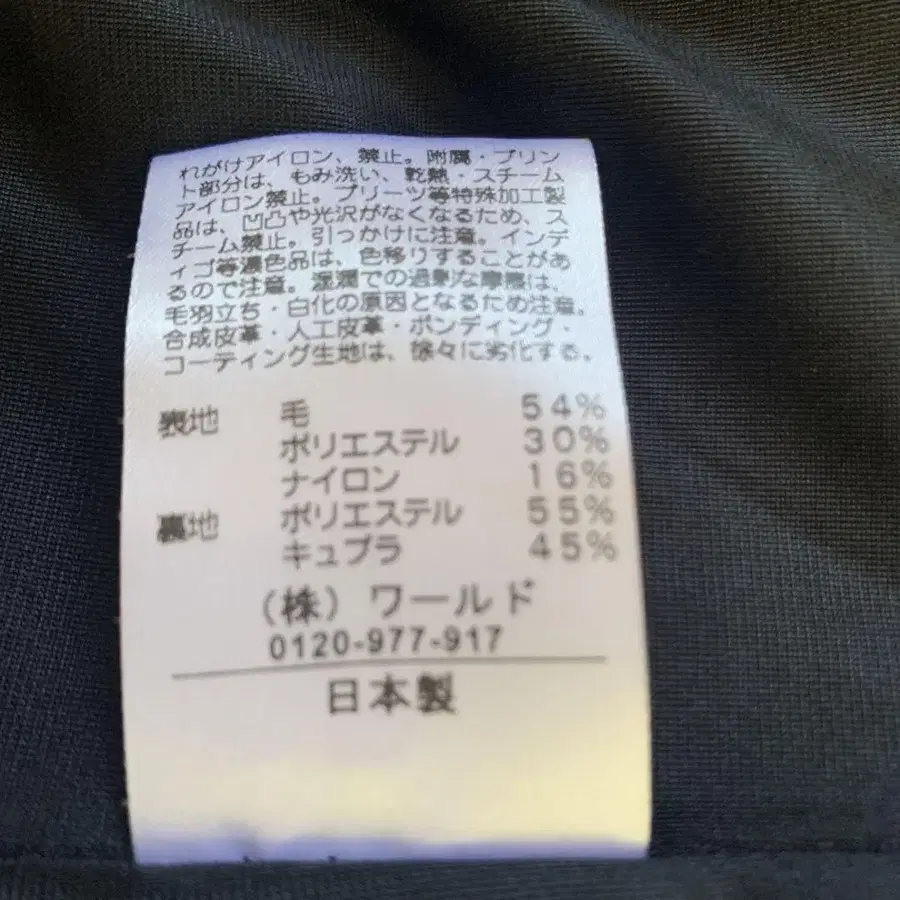 れがけアイロン、禁止。附属・プリン
ト部分は、もみ洗い、乾熱・スチーム
アイロン禁止。プリーツ等特殊加工製
品は、凹凸や光沢がなくなるため、ス
チーム禁止。引っかけに注意。インデ
ィゴ等濃色品は、色移りすることがあ
るので注意。湿潤での過剰な摩擦は、
毛羽立ち・白化の原因となるため注意。
合成皮革・人工皮革・ボンディング・
コーティング生地は、徐々に劣化する。
表地 毛 54%
ポリエステル 30%
ナイロン 16%
裏地 ポリエステル 55%
キュプラ 45%
(株)ワールド
0120-977-917
日本製